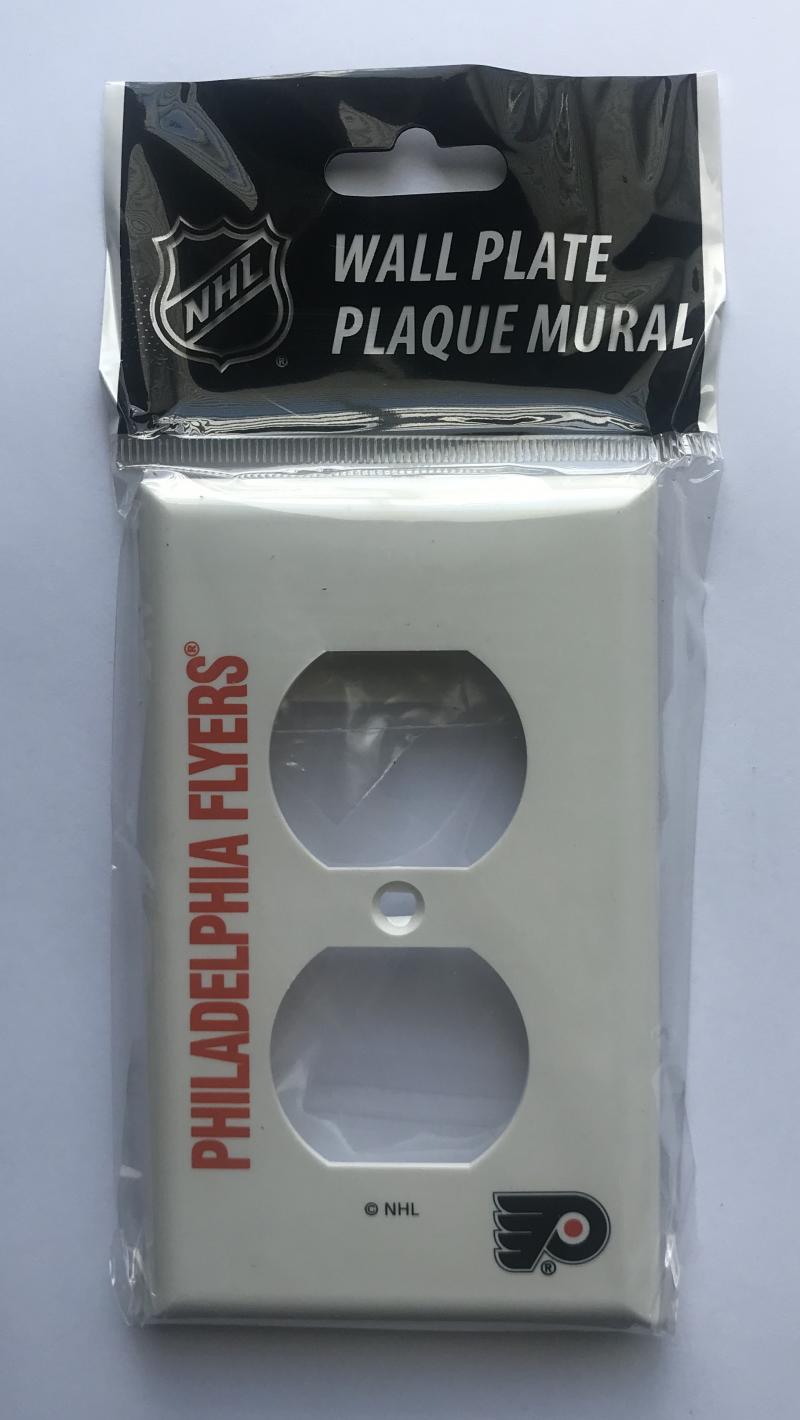 NHL
®
WALL PLATE
PLAQUE MURAL
PHILADELPHIA FLYERS®
© NHL
®